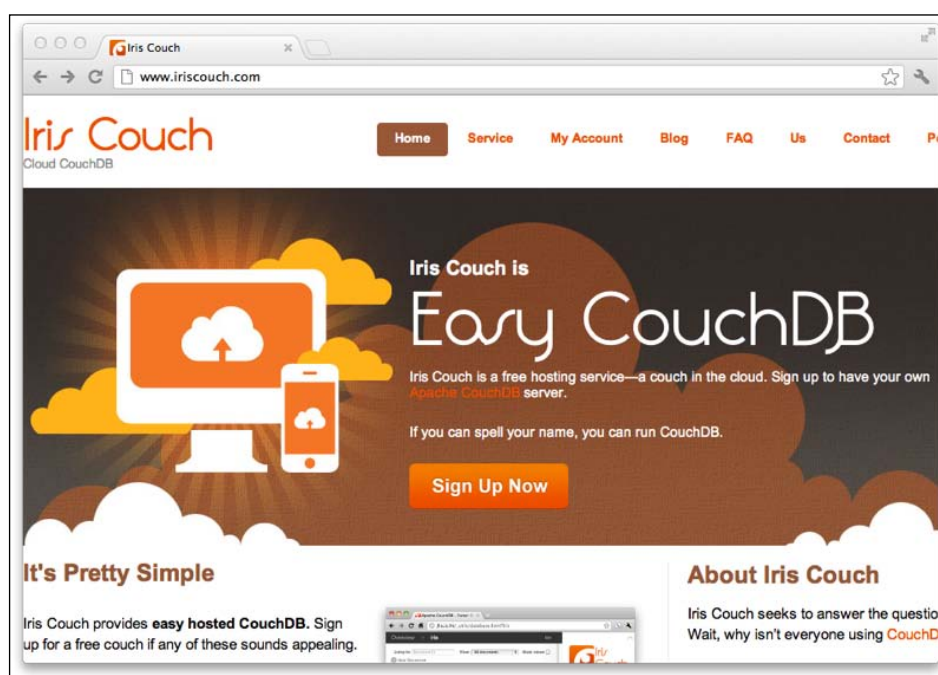 Iris Couch
www.iriscouch.com
Iris Couch
Cloud CouchDB
Home Service My Account Blog FAQ Us Contact
Iris Couch is
Easy CouchDB
Iris Couch is a free hosting service—a couch in the cloud. Sign up to have your own
Apache CouchDB server.
If you can spell your name, you can run CouchDB.
Sign Up Now
It's Pretty Simple
Iris Couch provides easy hosted CouchDB. Sign
up for a free couch if any of these sounds appealing.
About Iris Couch
Iris Couch seeks to answer the questio
Wait, why isn't everyone using CouchD
Overview
Iris